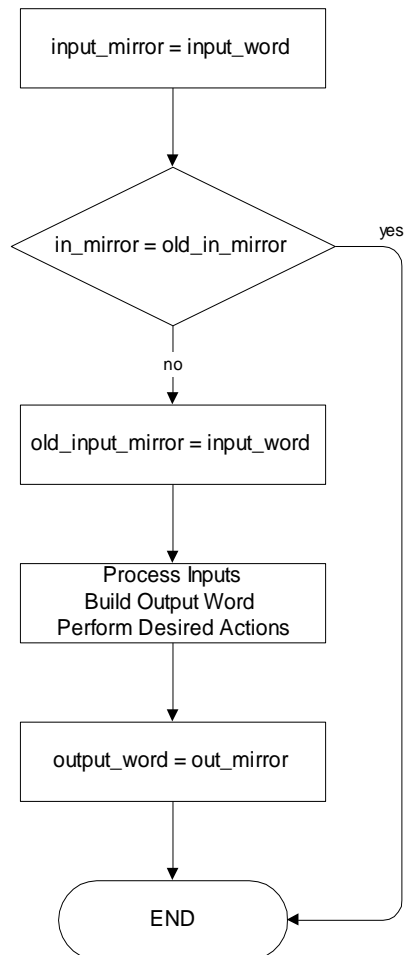 input_mirror = input_word
in_mirror = old_in_mirror
yes
no
old_input_mirror = input_word
Process Inputs
Build Output Word
Perform Desired Actions
output_word = out_mirror
END